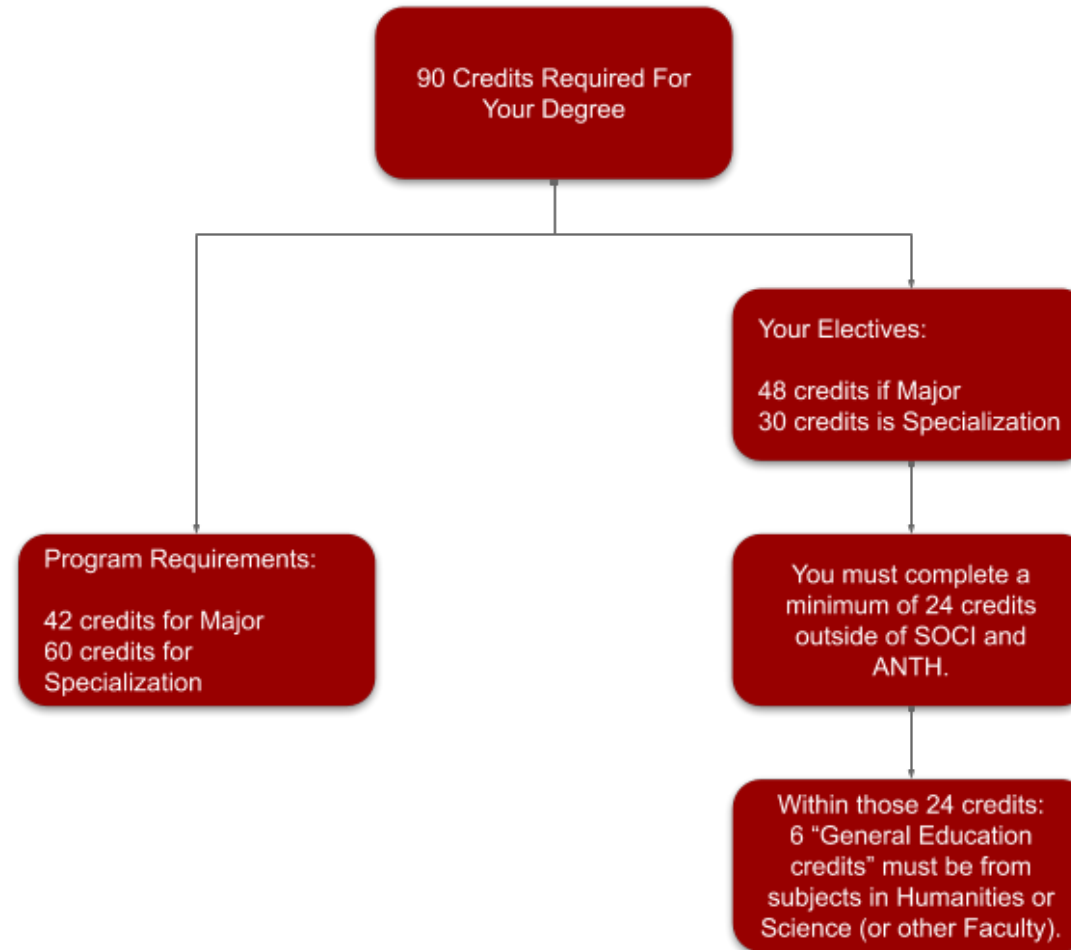 90 Credits Required For
Your Degree
Your Electives:
48 credits if Major
30 credits is Specialization
Program Requirements:
42 credits for Major
60 credits for
Specialization
You must complete a
minimum of 24 credits
outside of SOCI and
ANTH.
Within those 24 credits:
6 “General Education
credits” must be from
subjects in Humanities or
Science (or other Faculty).